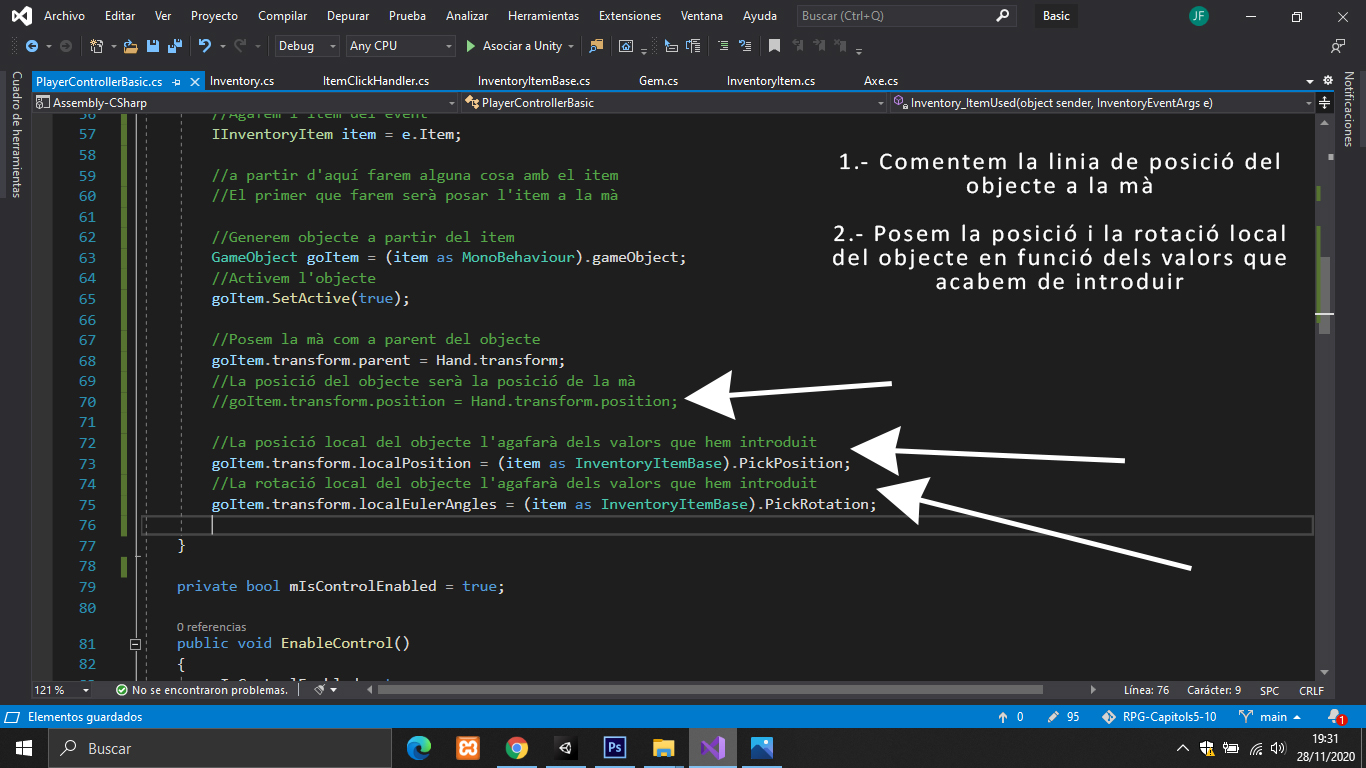 Archivo Editar Ver Proyecto Compilar Depurar Prueba Analizar Herramientas Extensiones Ventana Ayuda Buscar (Ctrl+Q) Basic JF
Debug Any CPU Asociar a Unity
PlayerControllerBasic.cs Inventory.cs ItemClickHandler.cs InventoryItemBase.cs Gem.cs InventoryItem.cs Axe.cs
Assembly-CSharp PlayerControllerBasic Inventory_ItemUsed(object sender, InventoryEventArgs e)
Cuadro de herramientas
Notificaciones
56 //Agafem l'item del event
57 IInventoryItem item = e.Item;
58
59 //a partir d'aquí farem alguna cosa amb el item
60 //El primer que farem serà posar l'item a la mà
61
62 //Generem objecte a partir del item
63 GameObject goItem = (item as MonoBehaviour).gameObject;
64 //Activem l'objecte
65 goItem.SetActive(true);
66
67 //Posem la mà com a parent del objecte
68 goItem.transform.parent = Hand.transform;
69 //La posició del objecte serà la posició de la mà
70 //goItem.transform.position = Hand.transform.position;
71
72 //La posició local del objecte l'agafarà dels valors que hem introduit
73 goItem.transform.localPosition = (item as InventoryItemBase).PickPosition;
74 //La rotació local del objecte l'agafarà dels valors que hem introduit
75 goItem.transform.localEulerAngles = (item as InventoryItemBase).PickRotation;
76
77 }
78
79 private bool mIsControlEnabled = true;
80
0 referencias
81 public void EnableControl()
82 {
1.- Comentem la linia de posició del
objecte a la mà
2.- Posem la posició i la rotació local
del objecte en funció dels valors que
acabem de introduir
121 % No se encontraron problemas. Línea: 76 Carácter: 9 SPC CRLF
Elementos guardados 0 95 RPG-Capitols5-10 main 1
Buscar Ps 19:31
28/11/2020